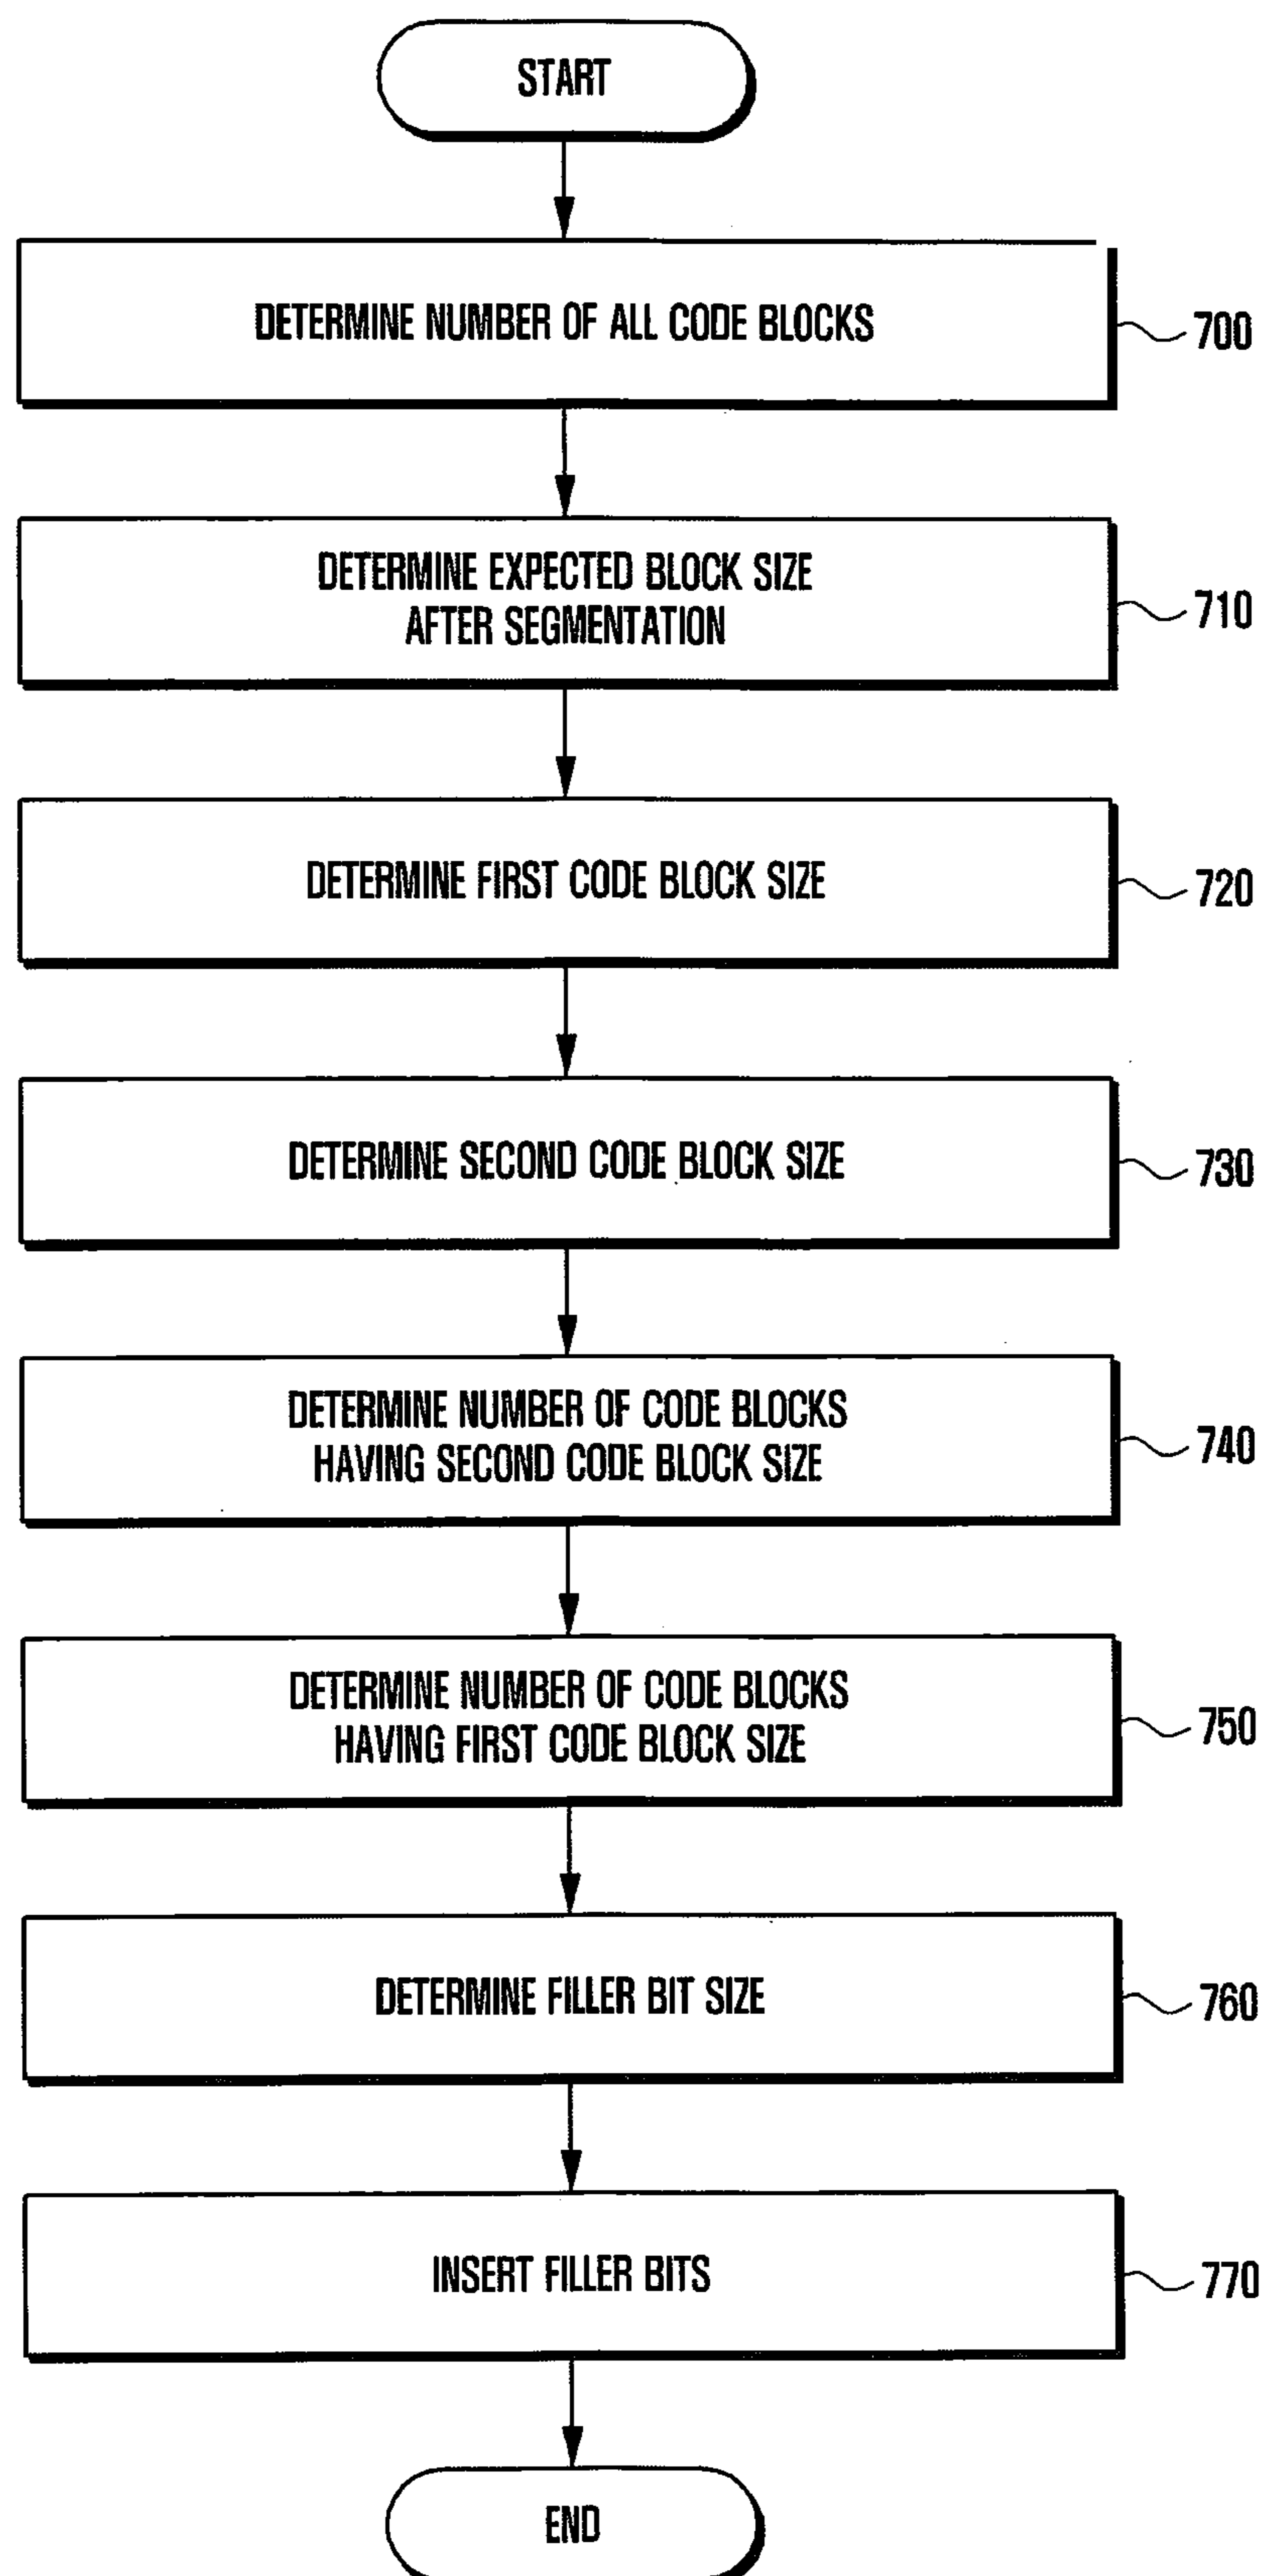 START
DETERMINE NUMBER OF ALL CODE BLOCKS
700
DETERMINE EXPECTED BLOCK SIZE
AFTER SEGMENTATION
710
DETERMINE FIRST CODE BLOCK SIZE
720
DETERMINE SECOND CODE BLOCK SIZE
730
DETERMINE NUMBER OF CODE BLOCKS
HAVING SECOND CODE BLOCK SIZE
740
DETERMINE NUMBER OF CODE BLOCKS
HAVING FIRST CODE BLOCK SIZE
750
DETERMINE FILLER BIT SIZE
760
INSERT FILLER BITS
770
END